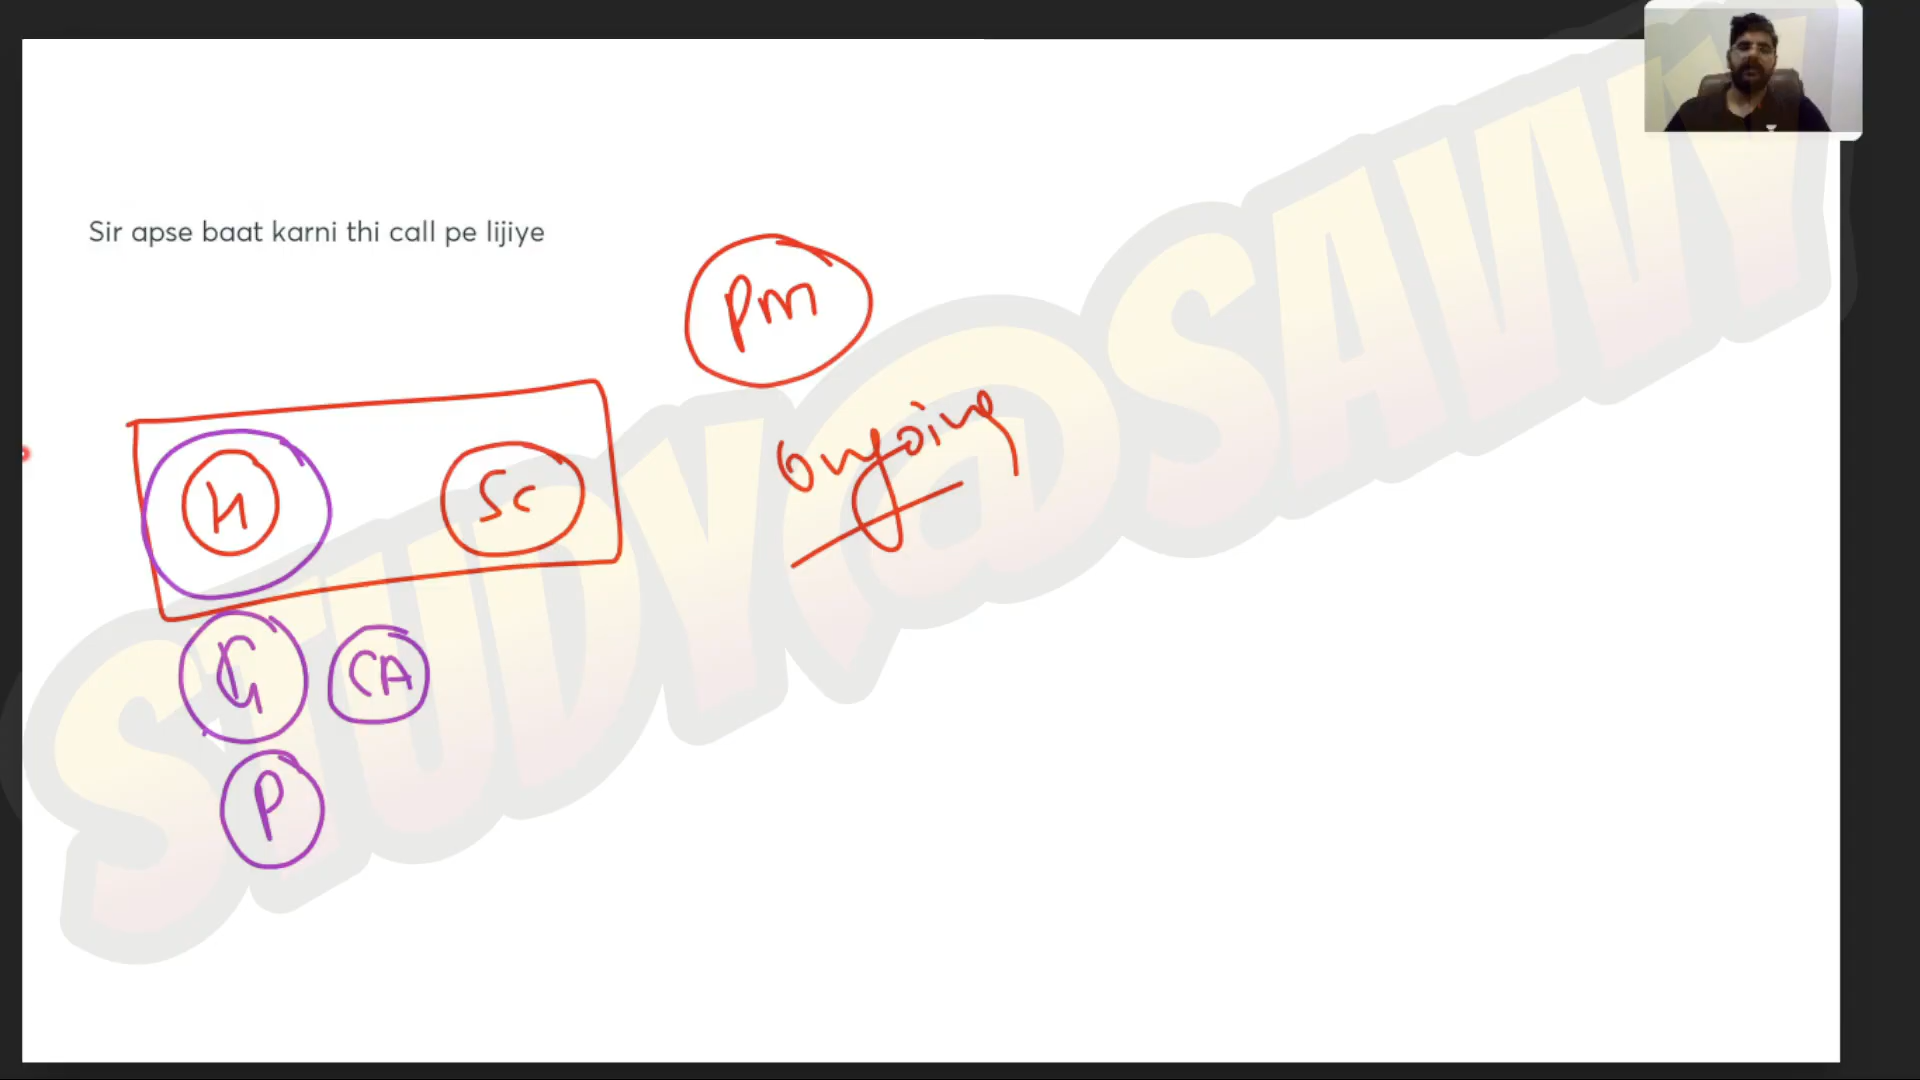 Sir apse baat karni thi call pe lijiye
PM
Ongoing
H Sc
G CA
P
STUDY@SAVVY